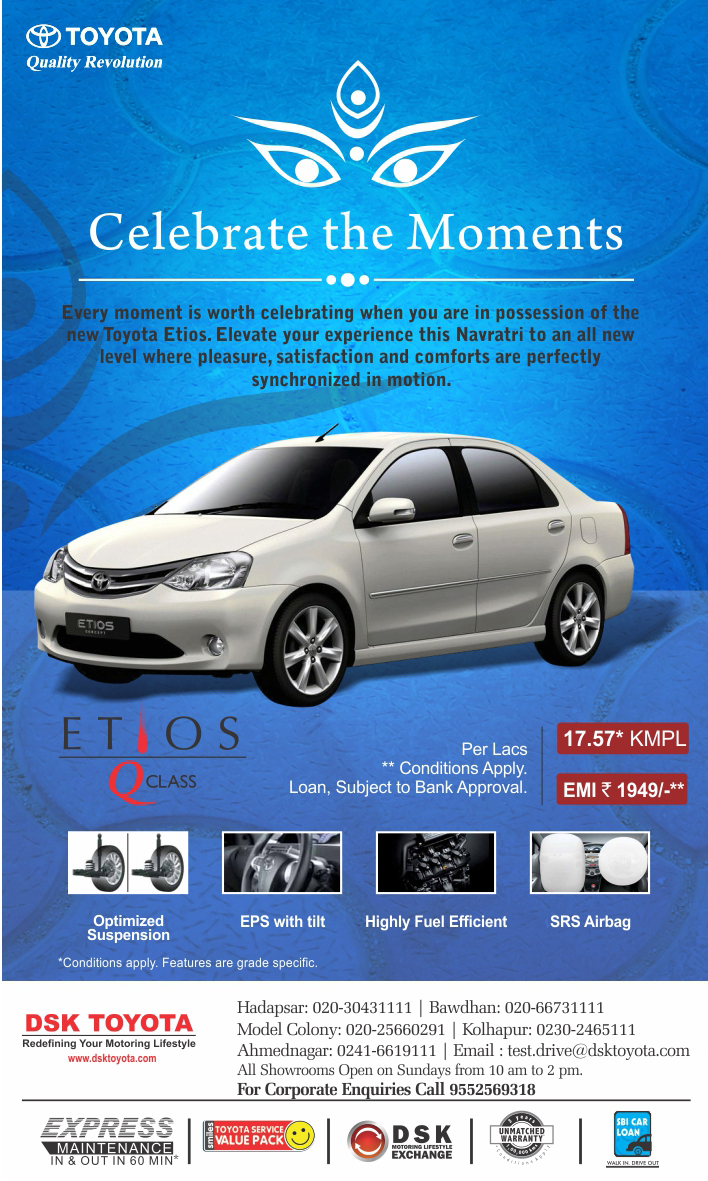 TOYOTA
Quality Revolution
Celebrate the Moments
Every moment is worth celebrating when you are in possession of the
new Toyota Etios. Elevate your experience this Navratri to an all new
level where pleasure, satisfaction and comforts are perfectly
synchronized in motion.
ETiOS
CONCEPT
ETIOS
Q CLASS
Per Lacs
** Conditions Apply.
Loan, Subject to Bank Approval.
17.57* KMPL
EMI ₹ 1949/-**
Optimized
Suspension
EPS with tilt
Highly Fuel Efficient
SRS Airbag
*Conditions apply. Features are grade specific.
DSK TOYOTA
Redefining Your Motoring Lifestyle
www.dsktoyota.com
Hadapsar: 020-30431111 | Bawdhan: 020-66731111
Model Colony: 020-25660291 | Kolhapur: 0230-2465111
Ahmednagar: 0241-6619111 | Email : test.drive@dsktoyota.com
All Showrooms Open on Sundays from 10 am to 2 pm.
For Corporate Enquiries Call 9552569318
EXPRESS
MAINTENANCE
IN & OUT IN 60 MIN*
smiles
TOYOTA SERVICE
VALUE PACK
DSK
MOTORING LIFESTYLE
EXCHANGE
years
UNMATCHED
WARRANTY
Conditions Apply
SBI CAR
LOAN
WALK IN. DRIVE OUT